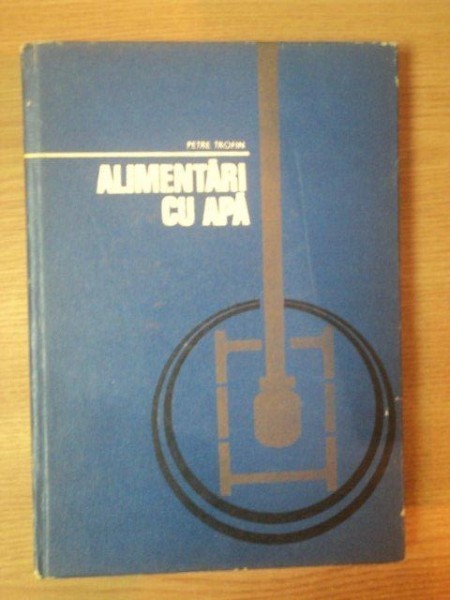 PETRE TROFIN
ALIMENTĂRI
CU APĂ